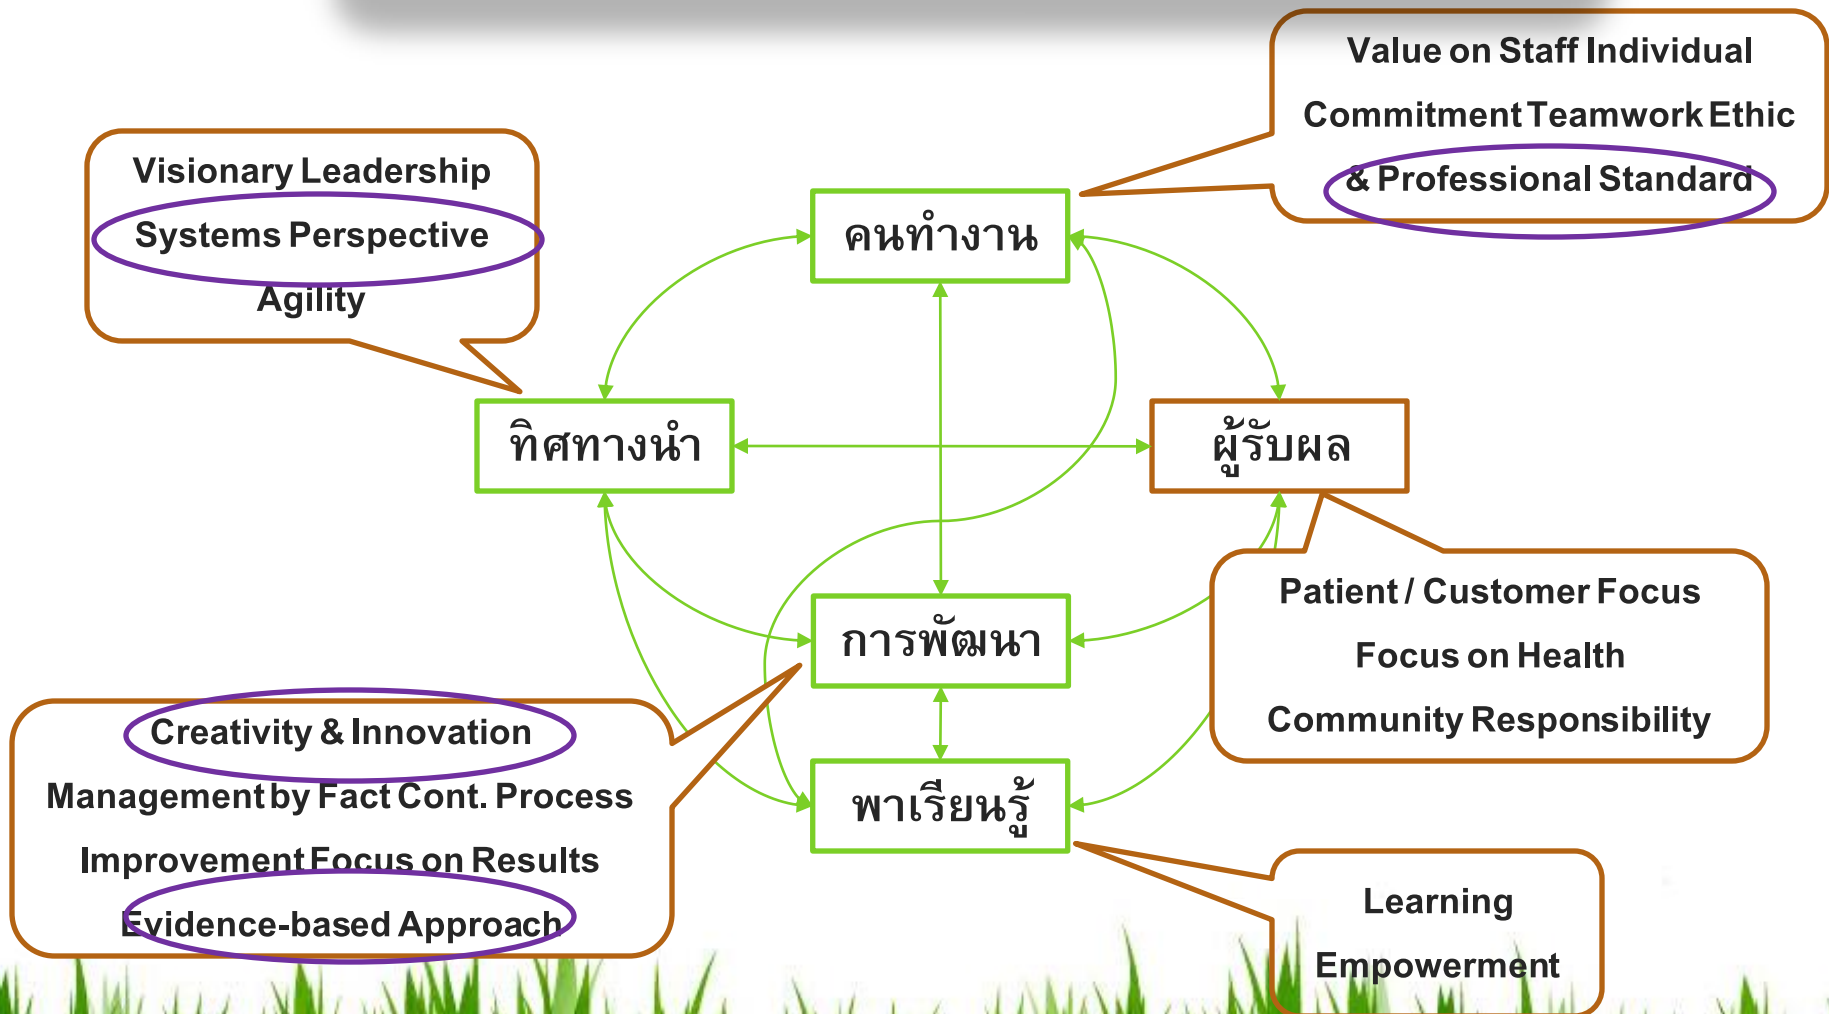 Value on Staff Individual
Commitment Teamwork Ethic
& Professional Standard
Visionary Leadership
Systems Perspective
Agility
คนทำงาน
ทิศทางนำ
ผู้รับผล
การพัฒนา
พาเรียนรู้
Patient / Customer Focus
Focus on Health
Community Responsibility
Creativity & Innovation
Management by Fact Cont. Process
Improvement Focus on Results
Evidence-based Approach
Learning
Empowerment